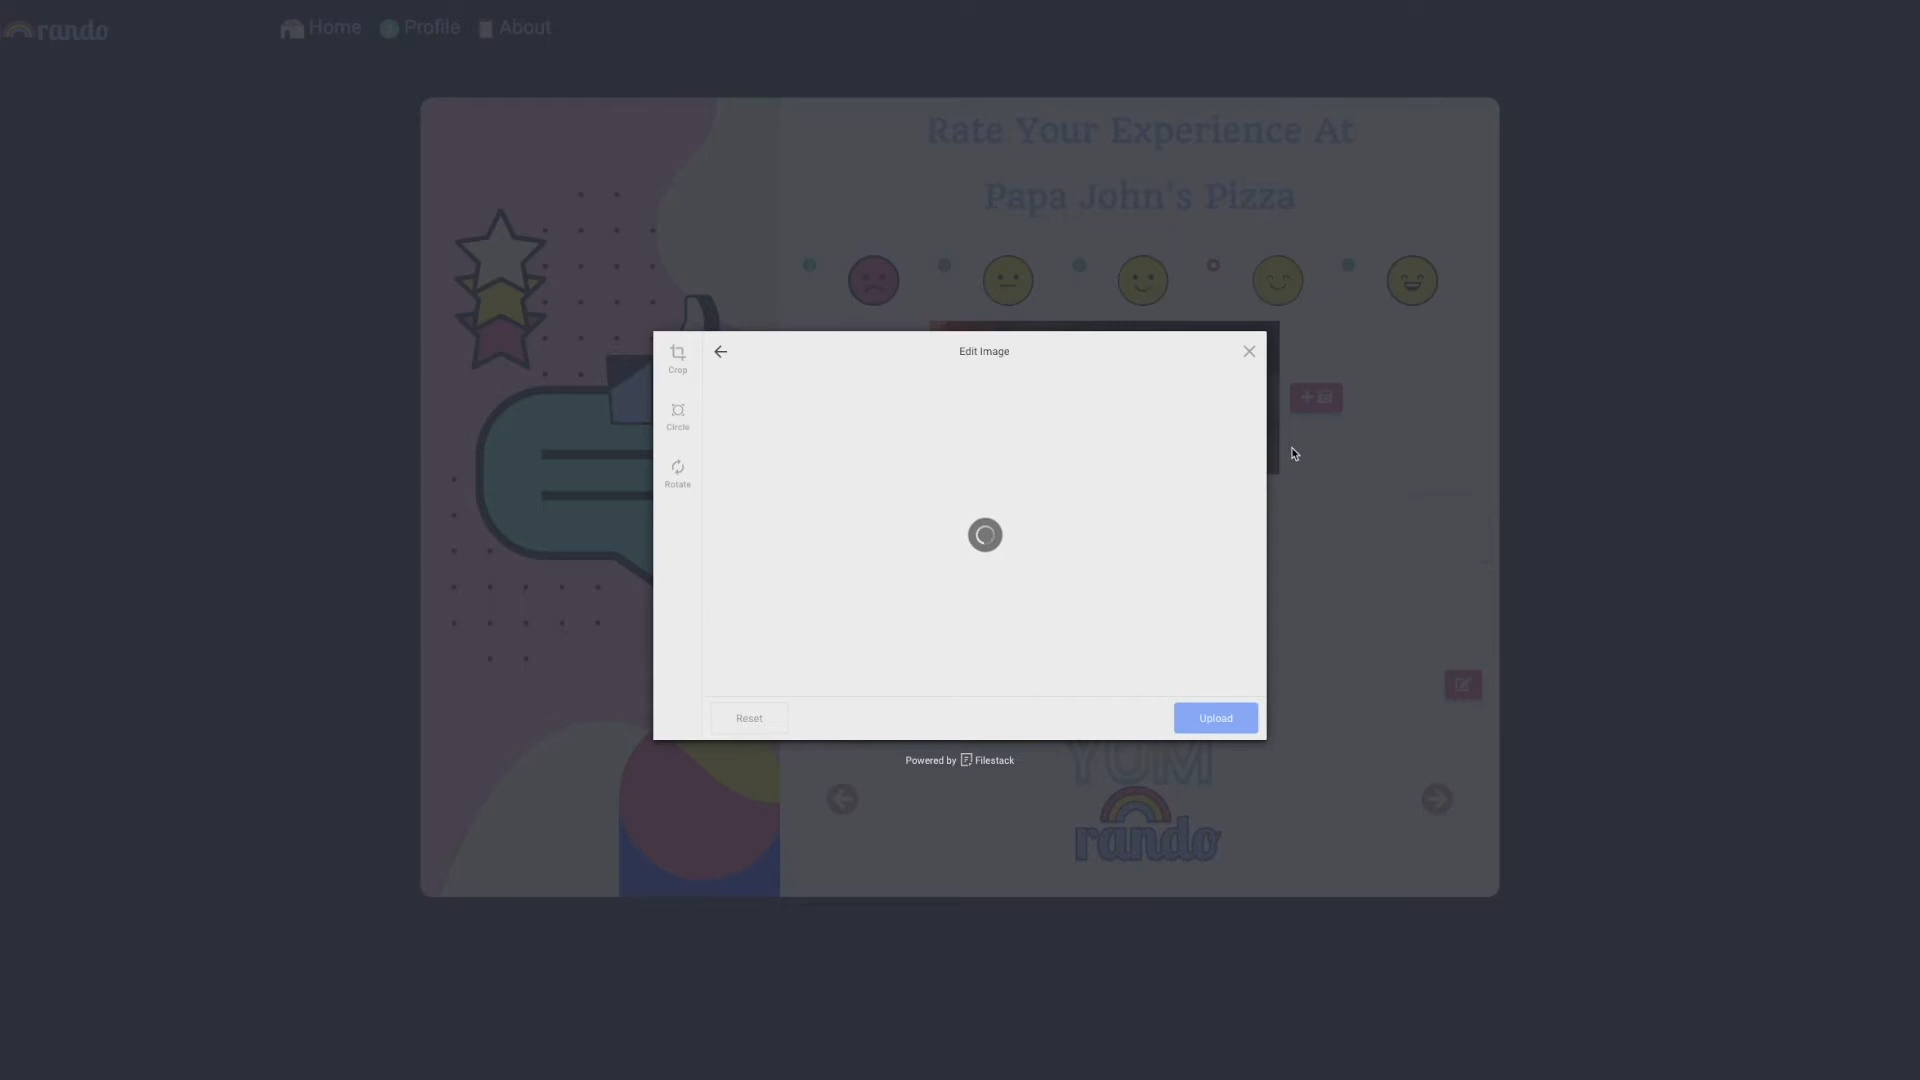 rando
Home
Profile
About
Rate Your Experience At
Papa John's Pizza
Edit Image
Crop
Circle
Rotate
Reset
Upload
Powered by Filestack
YUM
rando